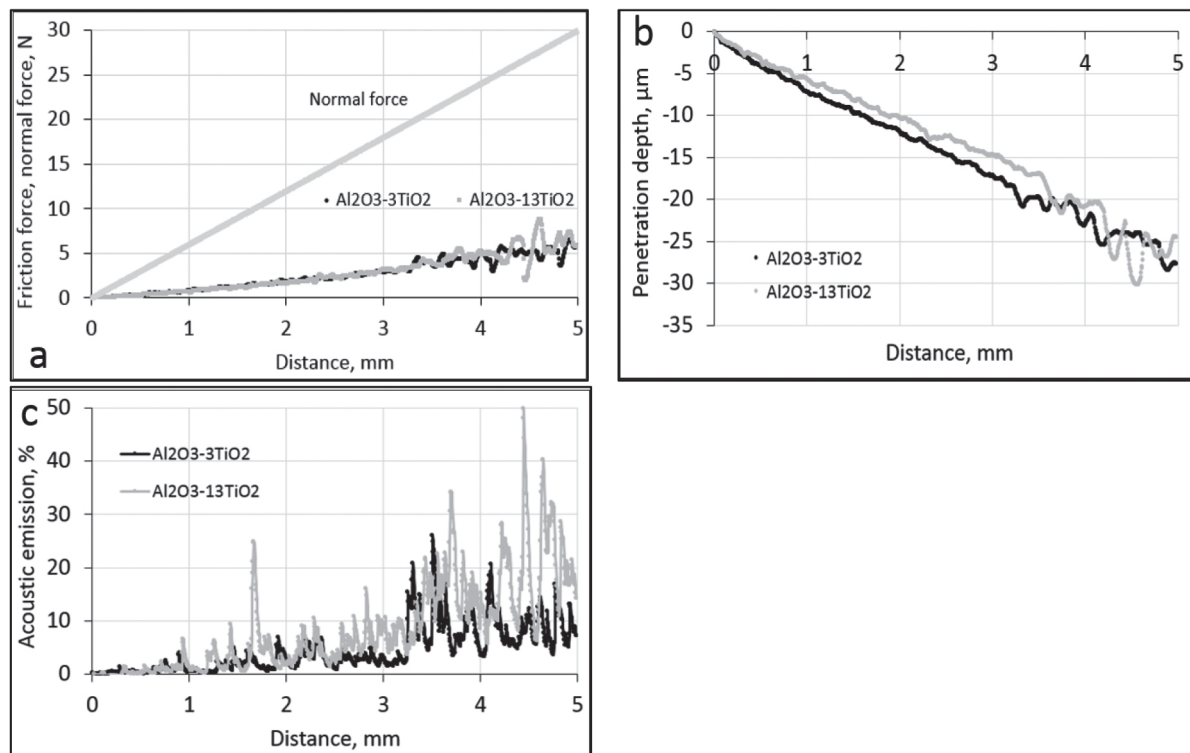 30
25
20
15
10
5
0
Friction force, normal force, N
Normal force
Al2O3-3TiO2 Al2O3-13TiO2
0 1 2 3 4 5
Distance, mm
a
b
0
-5
-10
-15
-20
-25
-30
-35
Penetration depth, µm
0 1 2 3 4 5
Al2O3-3TiO2
Al2O3-13TiO2
Distance, mm
c
50
40
30
20
10
0
Acoustic emission, %
Al2O3-3TiO2
Al2O3-13TiO2
0 1 2 3 4 5
Distance, mm